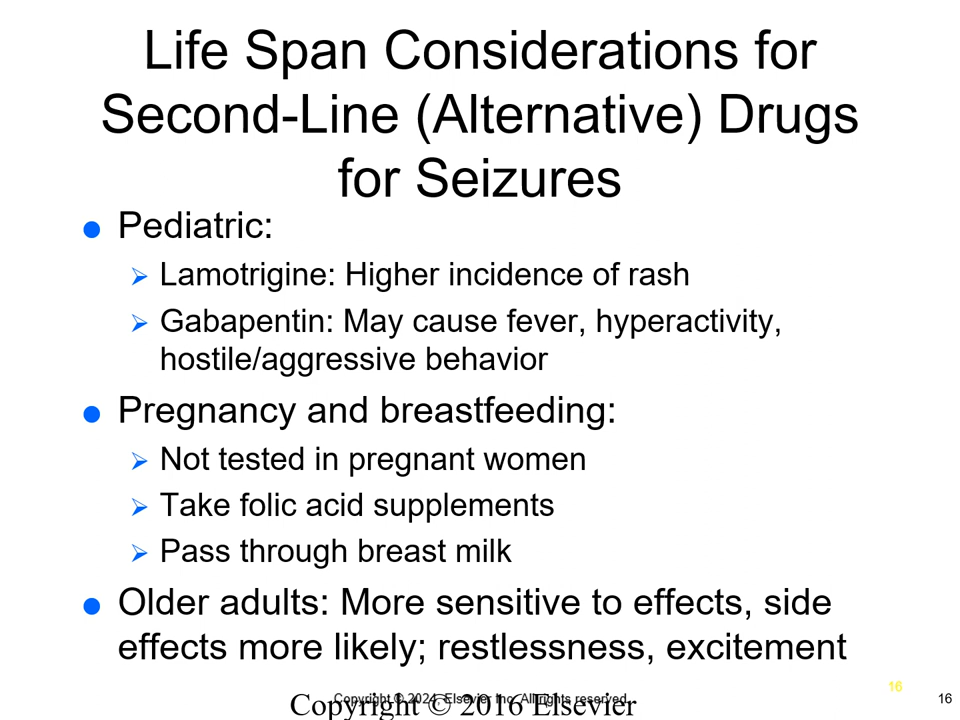 Life Span Considerations for
Second-Line (Alternative) Drugs
for Seizures
Pediatric:
Lamotrigine: Higher incidence of rash
Gabapentin: May cause fever, hyperactivity,
hostile/aggressive behavior
Pregnancy and breastfeeding:
Not tested in pregnant women
Take folic acid supplements
Pass through breast milk
Older adults: More sensitive to effects, side
effects more likely; restlessness, excitement
16
Copyright © 2024, Elsevier Inc. All rights reserved.
16
Copyright © 2016 Elsevier